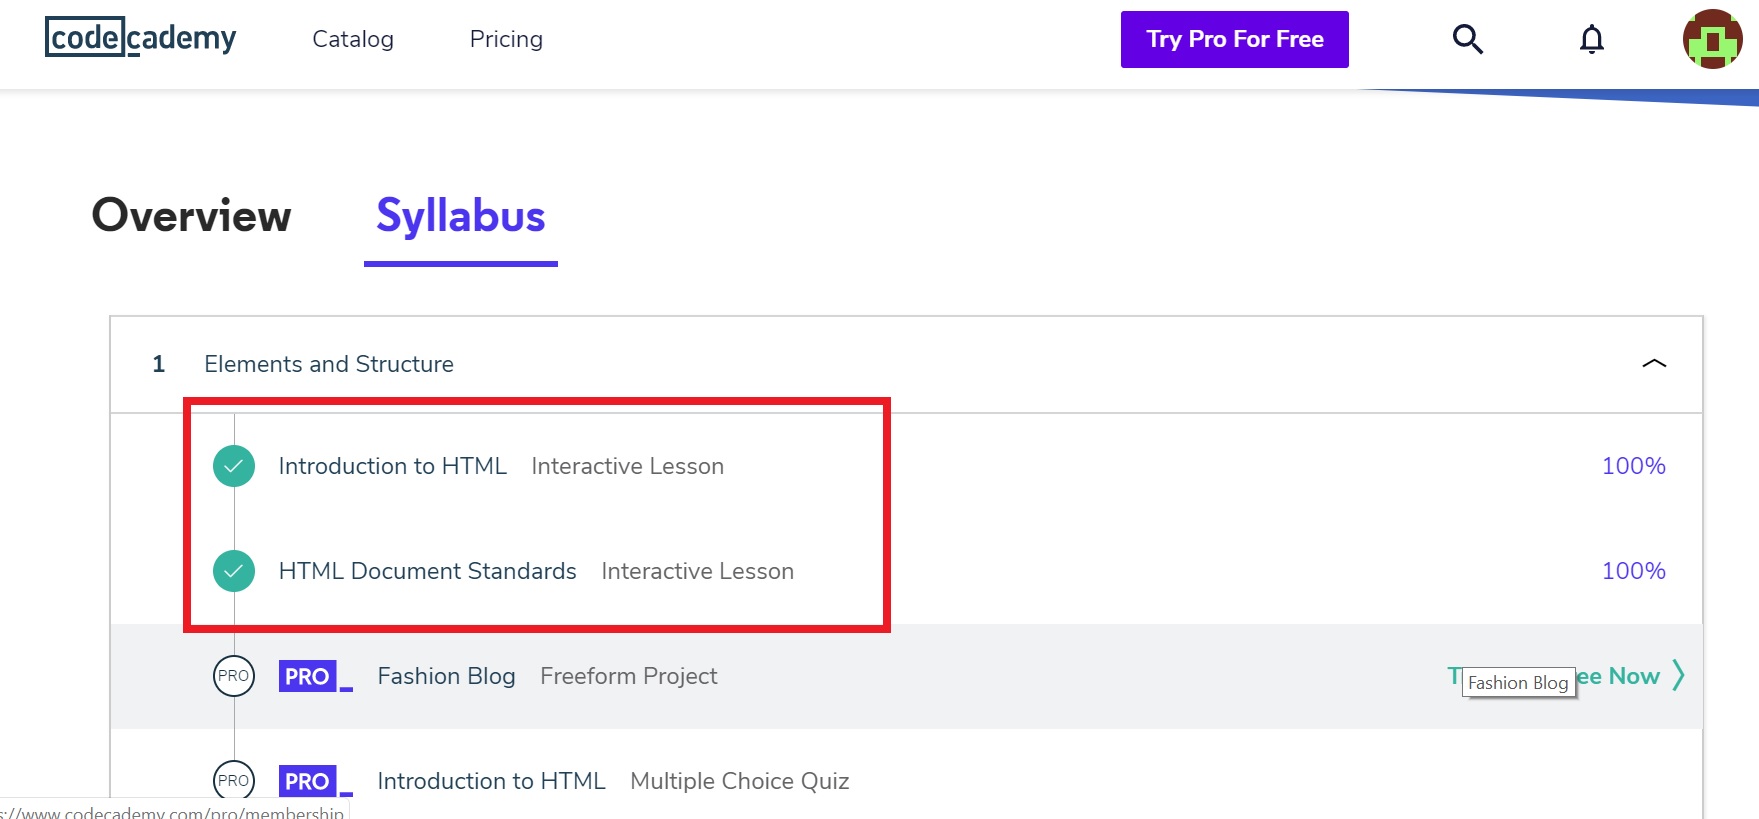 codecademy Catalog Pricing Try Pro For Free
Overview Syllabus
1 Elements and Structure
Introduction to HTML Interactive Lesson 100%
HTML Document Standards Interactive Lesson 100%
PRO PRO_ Fashion Blog Freeform Project ee Now
Fashion Blog
PRO PRO_ Introduction to HTML Multiple Choice Quiz
s://www.codecademy.com/pro/membership